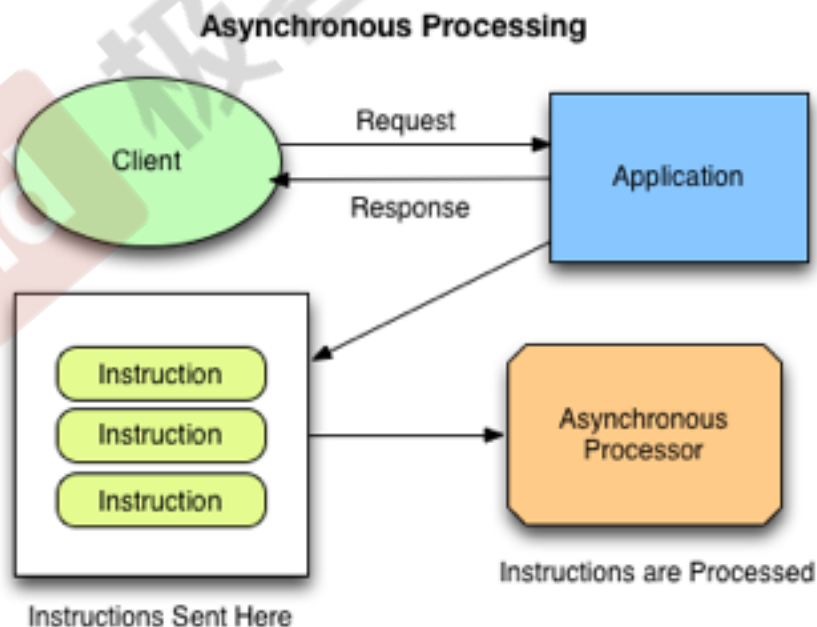 Asynchronous Processing
Client
Request
Response
Application
Instruction
Instruction
Instruction
Asynchronous
Processor
Instructions are Processed
Instructions Sent Here